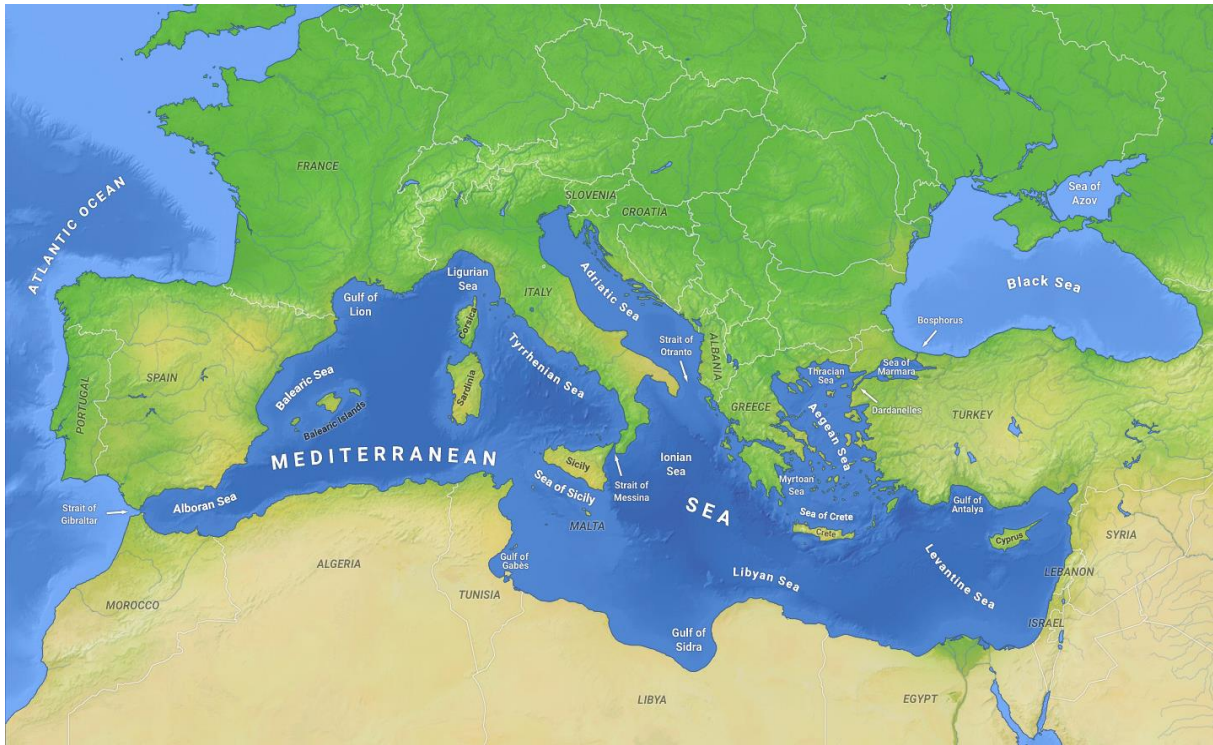 ATLANTIC OCEAN
FRANCE
SLOVENIA
CROATIA
Sea of
Azov
Black Sea
Bosphorus
Ligurian
Sea
ITALY
Adriatic Sea
Gulf of
Lion
Corsica
Strait of
Otranto
ALBANIA
Tyrrhenian Sea
Thracian
Sea
Sea of
Marmara
Dardanelles
PORTUGAL
SPAIN
Balearic Sea
Balearic Islands
Sardinia
GREECE
Aegean Sea
TURKEY
MEDITERRANEAN
SEA
Sicily
Ionian
Sea
Sea of Sicily
Strait of
Messina
Myrtoan
Sea
Strait of
Gibraltar
Alboran Sea
MALTA
Sea of Crete
Crete
Gulf of
Antalya
Cyprus
SYRIA
LEBANON
Gulf of
Gabès
ALGERIA
TUNISIA
Libyan Sea
Levantine Sea
MOROCCO
ISRAEL
Gulf of
Sidra
LIBYA
EGYPT